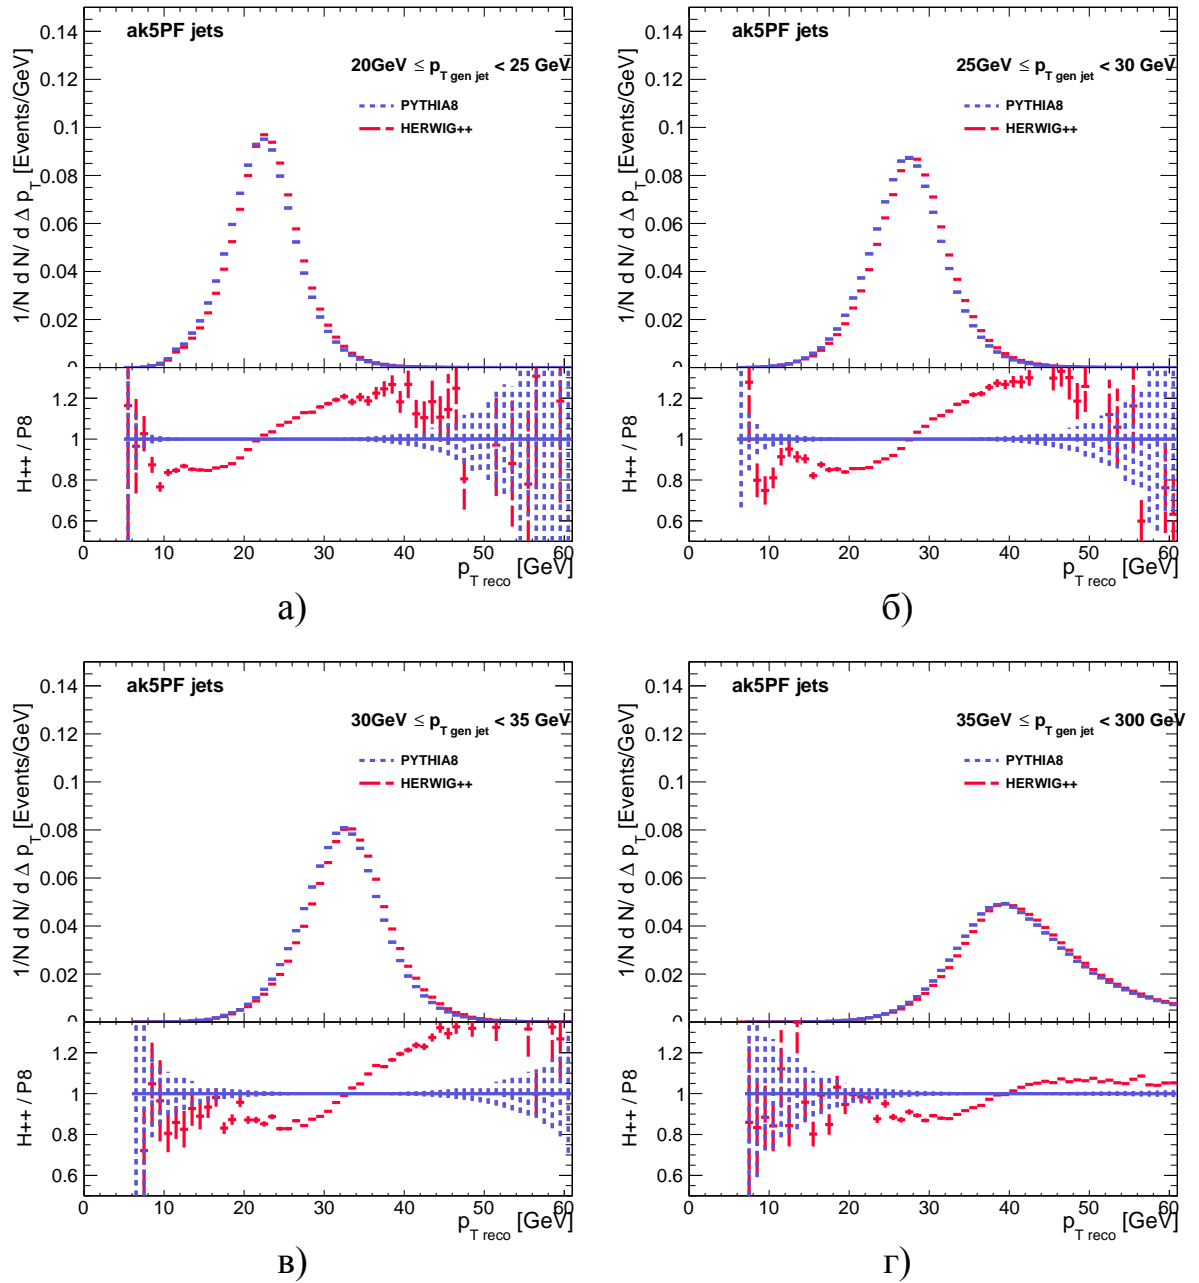 ak5PF jets
20GeV ≤ p_T gen jet < 25 GeV
PYTHIA8
HERWIG++
1/N d N/ d Δ p_T [Events/GeV]
0.14
0.12
0.1
0.08
0.06
0.04
0.02
0
H++ / P8
1.2
1
0.8
0.6
0 10 20 30 40 50 60
p_T reco [GeV]
а)
ak5PF jets
25GeV ≤ p_T gen jet < 30 GeV
PYTHIA8
HERWIG++
1/N d N/ d Δ p_T [Events/GeV]
0.14
0.12
0.1
0.08
0.06
0.04
0.02
0
H++ / P8
1.2
1
0.8
0.6
0 10 20 30 40 50 60
p_T reco [GeV]
б)
ak5PF jets
30GeV ≤ p_T gen jet < 35 GeV
PYTHIA8
HERWIG++
1/N d N/ d Δ p_T [Events/GeV]
0.14
0.12
0.1
0.08
0.06
0.04
0.02
0
H++ / P8
1.2
1
0.8
0.6
0 10 20 30 40 50 60
p_T reco [GeV]
в)
ak5PF jets
35GeV ≤ p_T gen jet < 300 GeV
PYTHIA8
HERWIG++
1/N d N/ d Δ p_T [Events/GeV]
0.14
0.12
0.1
0.08
0.06
0.04
0.02
0
H++ / P8
1.2
1
0.8
0.6
0 10 20 30 40 50 60
p_T reco [GeV]
г)